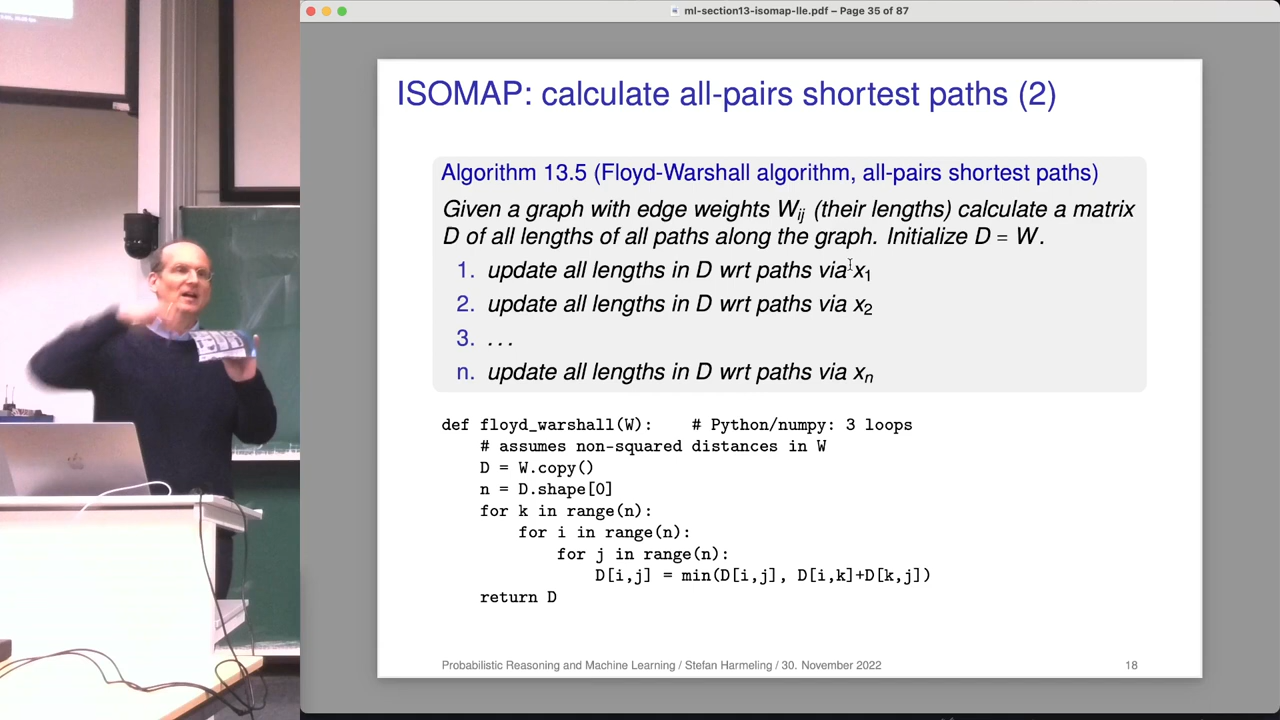 ml-section13-isomap-lle.pdf – Page 35 of 87
ISOMAP: calculate all-pairs shortest paths (2)
Algorithm 13.5 (Floyd-Warshall algorithm, all-pairs shortest paths)
Given a graph with edge weights Wij (their lengths) calculate a matrix
D of all lengths of all paths along the graph. Initialize D = W.
1. update all lengths in D wrt paths via x1
2. update all lengths in D wrt paths via x2
3. ...
n. update all lengths in D wrt paths via xn
def floyd_warshall(W):    # Python/numpy: 3 loops
    # assumes non-squared distances in W
    D = W.copy()
    n = D.shape[0]
    for k in range(n):
        for i in range(n):
            for j in range(n):
                D[i,j] = min(D[i,j], D[i,k]+D[k,j])
    return D
Probabilistic Reasoning and Machine Learning / Stefan Harmeling / 30. November 2022
18